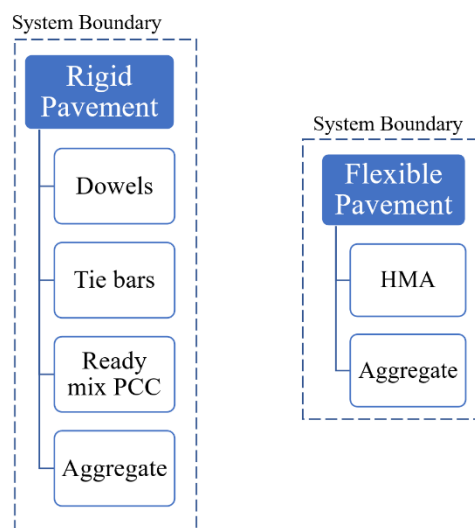 System Boundary
Rigid
Pavement
Dowels
Tie bars
Ready
mix PCC
Aggregate
System Boundary
Flexible
Pavement
HMA
Aggregate